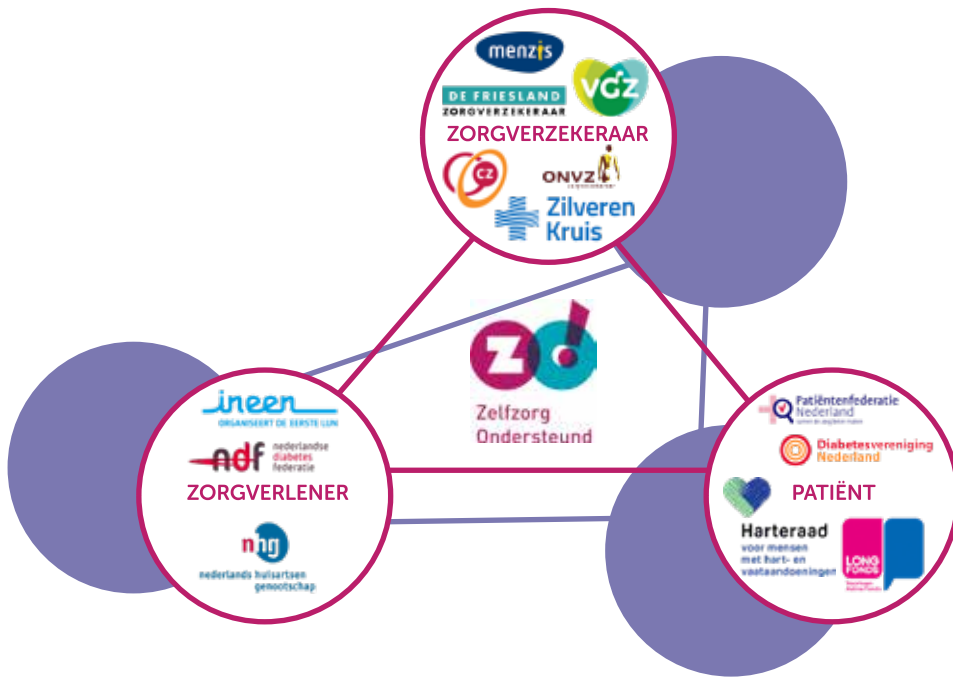 menzis
DE FRIESLAND
ZORGVERZEKERAAR
VGZ
ZORGVERZEKERAAR
CZ
ONVZ
Zilveren
Kruis
Zelfzorg
Ondersteund
ineen
ORGANISEERT DE EERSTE LIJN
ndf
nederlandse
diabetes
federatie
ZORGVERLENER
nhg
nederlands huisartsen
genootschap
Patiëntenfederatie
Nederland
Diabetesvereniging
Nederland
PATIËNT
Harteraad
voor mensen
met hart- en
vaataandoeningen
LONG
FONDS